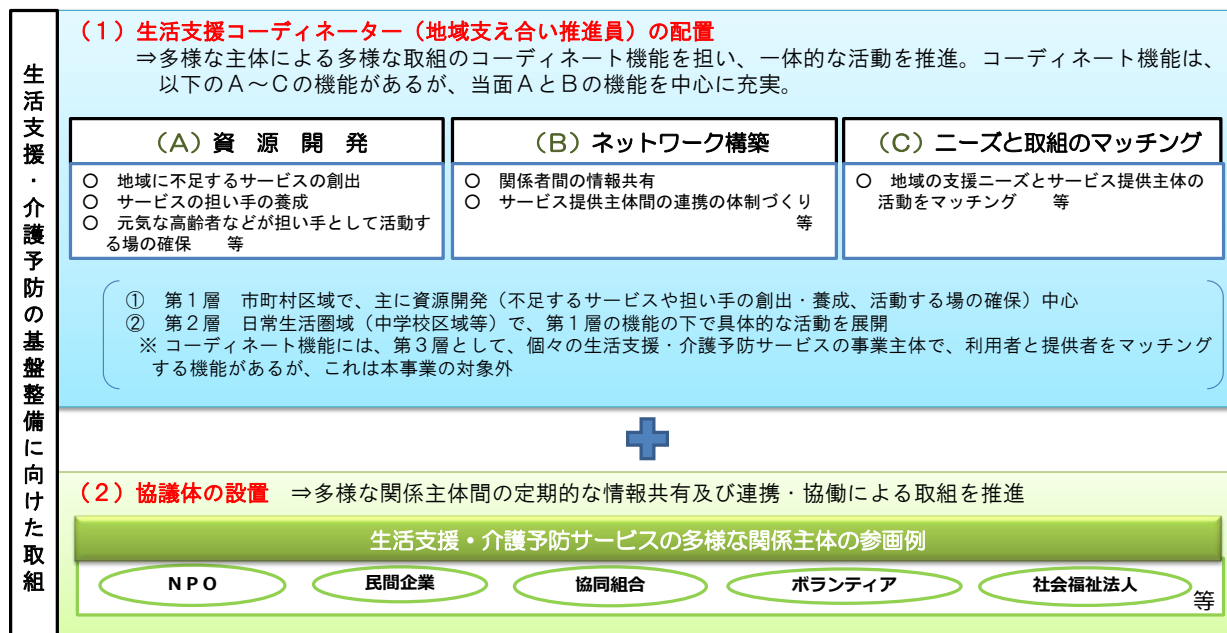 生活支援・介護予防の基盤整備に向けた取組
（１）生活支援コーディネーター（地域支え合い推進員）の配置
⇒多様な主体による多様な取組のコーディネート機能を担い、一体的な活動を推進。コーディネート機能は、
以下のＡ～Ｃの機能があるが、当面ＡとＢの機能を中心に充実。
（Ａ）資　源　開　発
○　地域に不足するサービスの創出
○　サービスの担い手の養成
○　元気な高齢者などが担い手として活動す
る場の確保　　等
（Ｂ）ネットワーク構築
○　関係者間の情報共有
○　サービス提供主体間の連携の体制づくり
等
（Ｃ）ニーズと取組のマッチング
○　地域の支援ニーズとサービス提供主体の
活動をマッチング　　等
①　第１層　市町村区域で、主に資源開発（不足するサービスや担い手の創出・養成、活動する場の確保）中心
②　第２層　日常生活圏域（中学校区域等）で、第１層の機能の下で具体的な活動を展開
※ コーディネート機能には、第３層として、個々の生活支援・介護予防サービスの事業主体で、利用者と提供者をマッチング
する機能があるが、これは本事業の対象外
（２）協議体の設置　⇒多様な関係主体間の定期的な情報共有及び連携・協働による取組を推進
生活支援・介護予防サービスの多様な関係主体の参画例
ＮＰＯ
民間企業
協同組合
ボランティア
社会福祉法人
等